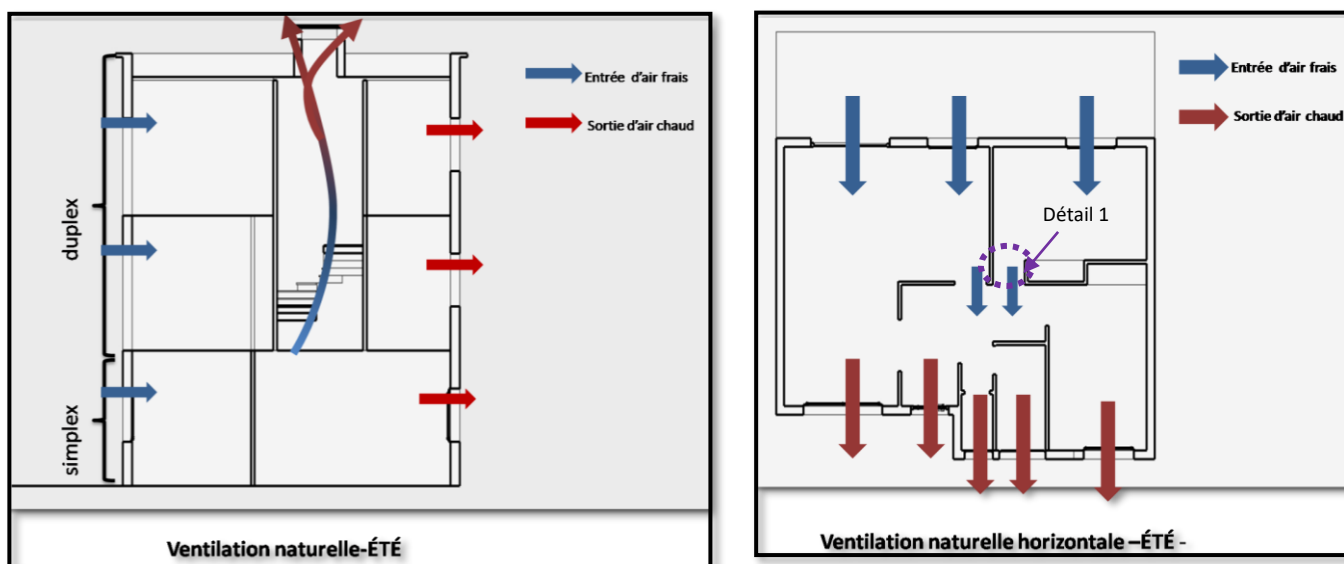 Entrée d'air frais
Sortie d'air chaud
duplex
simplex
Ventilation naturelle-ÉTÉ
Entrée d'air frais
Sortie d'air chaud
Détail 1
Ventilation naturelle horizontale –ÉTÉ -